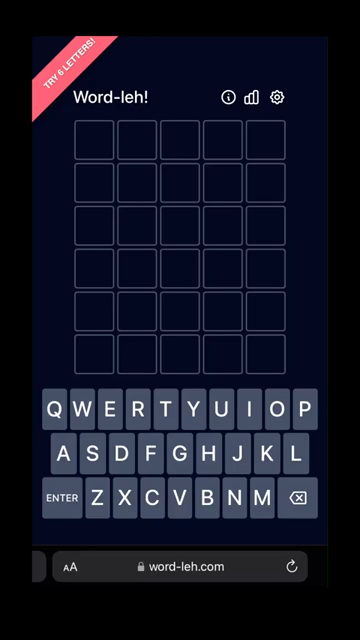 TRY 6 LETTERS!
Word-leh!
Q W E R T Y U I O P
A S D F G H J K L
ENTER Z X C V B N M
AA word-leh.com